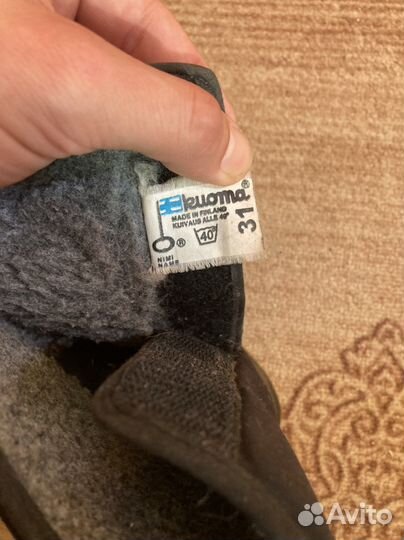 kuoma®
MADE IN FINLAND
KUIVAUS ALLE 40°
® 40°
NIMI
NAME
31
Avito